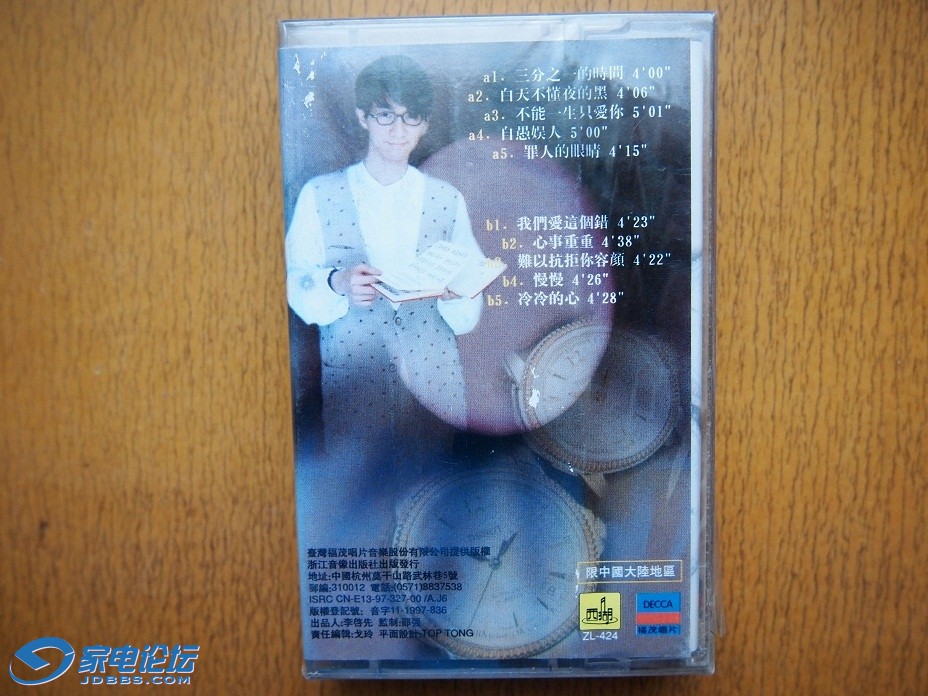 a1. 三分之一的時間 4'00"
a2. 白天不懂夜的黑 4'06"
a3. 不能一生只愛你 5'01"
a4. 自愚娱人 5'00"
a5. 罪人的眼睛 4'15"
b1. 我們愛這個錯 4'23"
b2. 心事重重 4'38"
難以抗拒你容顔 4'22"
b4. 慢慢 4'26"
b5. 冷冷的心 4'28"
臺灣福茂唱片音樂股份有限公司提供版權
浙江音像出版社出版發行
地址:中國杭州莫干山路武林巷5號
郵編:310012 電話:(0571)8837538
ISRC CN-E13-97-327-00 /A.J6
版權登記號: 音字11-1997-836
出品人:李啓先 監制:鄒强
責任編輯:戈玲 平面設計:TOP TONG
限中國大陸地區
西湖
ZL-424
DECCA
福茂唱片
家电论坛
JDBBS.COM